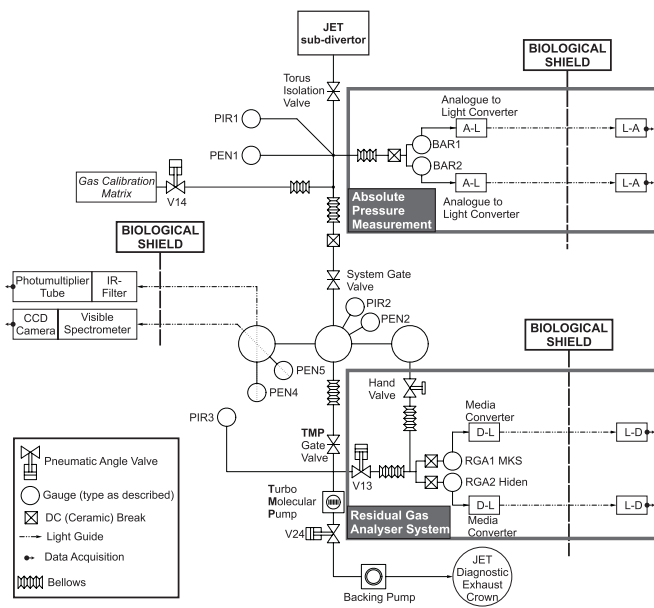 JET
sub-divertor
BIOLOGICAL
SHIELD
Torus
Isolation
Valve
Analogue to
Light Converter
PIR1
A-L
L-A
BAR1
PEN1
BAR2
A-L
L-A
Gas Calibration
Matrix
V14
Analogue to
Light Converter
Absolute
Pressure
Measurement
BIOLOGICAL
SHIELD
System Gate
Valve
Photomultiplier
Tube
IR-
Filter
PIR2
CCD
Camera
Visible
Spectrometer
PEN2
BIOLOGICAL
SHIELD
PEN5
PEN4
Hand
Valve
PIR3
Media
Converter
D-L
L-D
TMP
Gate
Valve
RGA1 MKS
V13
RGA2 Hiden
Turbo
Molecular
Pump
D-L
L-D
Residual Gas
Analyser System
Media
Converter
V24
Pneumatic Angle Valve
Gauge (type as described)
DC (Ceramic) Break
Light Guide
Data Acquisition
Bellows
Backing Pump
JET
Diagnostic
Exhaust
Crown